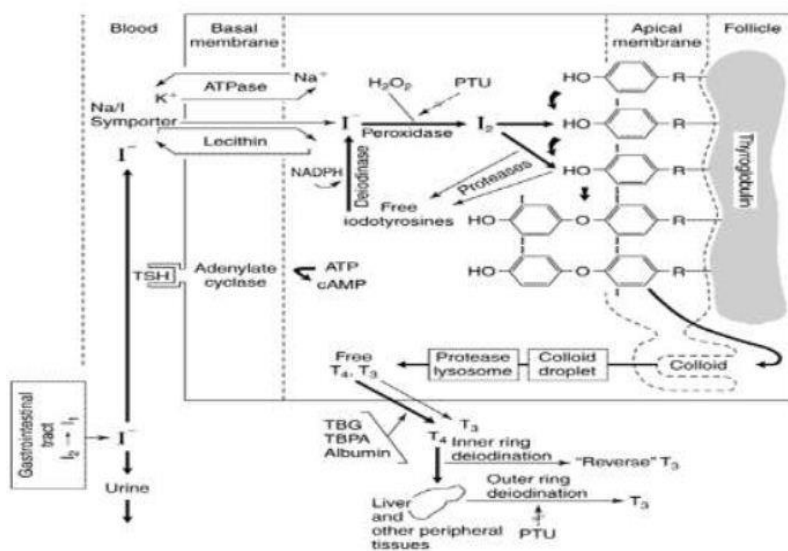 Blood
Basal
membrane
Apical
membrane
Follicle
ATPase
Na⁺
K⁺
Na/I
Symporter
Lecithin
I⁻
H₂O₂
PTU
I⁻
Peroxidase
I₂
NADPH
Deiodinase
Proteases
Free
iodotyrosines
HO
R
HO
R
HO
R
HO
O
R
HO
O
R
Thyroglobulin
TSH
Adenylate
cyclase
ATP
cAMP
Free
T₄, T₃
Protease
lysosome
Colloid
droplet
Colloid
Gastrointestinal
tract
I₂ → I₁
I⁻
Urine
TBG
TBPA
Albumin
T₃
T₄
Inner ring
deiodination
"Reverse" T₃
Liver
and
other peripheral
tissues
Outer ring
deiodination
T₃
PTU